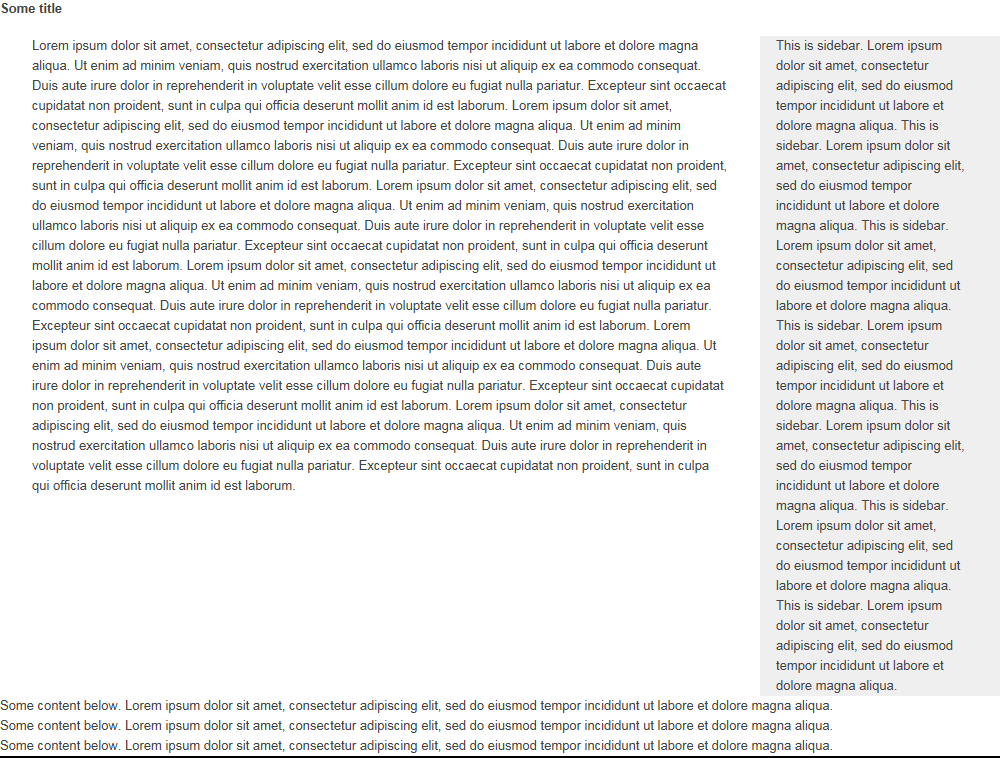 Some title
Lorem ipsum dolor sit amet, consectetur adipiscing elit, sed do eiusmod tempor incididunt ut labore et dolore magna
aliqua. Ut enim ad minim veniam, quis nostrud exercitation ullamco laboris nisi ut aliquip ex ea commodo consequat.
Duis aute irure dolor in reprehenderit in voluptate velit esse cillum dolore eu fugiat nulla pariatur. Excepteur sint occaecat
cupidatat non proident, sunt in culpa qui officia deserunt mollit anim id est laborum. Lorem ipsum dolor sit amet,
consectetur adipiscing elit, sed do eiusmod tempor incididunt ut labore et dolore magna aliqua. Ut enim ad minim
veniam, quis nostrud exercitation ullamco laboris nisi ut aliquip ex ea commodo consequat. Duis aute irure dolor in
reprehenderit in voluptate velit esse cillum dolore eu fugiat nulla pariatur. Excepteur sint occaecat cupidatat non proident,
sunt in culpa qui officia deserunt mollit anim id est laborum. Lorem ipsum dolor sit amet, consectetur adipiscing elit, sed
do eiusmod tempor incididunt ut labore et dolore magna aliqua. Ut enim ad minim veniam, quis nostrud exercitation
ullamco laboris nisi ut aliquip ex ea commodo consequat. Duis aute irure dolor in reprehenderit in voluptate velit esse
cillum dolore eu fugiat nulla pariatur. Excepteur sint occaecat cupidatat non proident, sunt in culpa qui officia deserunt
mollit anim id est laborum. Lorem ipsum dolor sit amet, consectetur adipiscing elit, sed do eiusmod tempor incididunt ut
labore et dolore magna aliqua. Ut enim ad minim veniam, quis nostrud exercitation ullamco laboris nisi ut aliquip ex ea
commodo consequat. Duis aute irure dolor in reprehenderit in voluptate velit esse cillum dolore eu fugiat nulla pariatur.
Excepteur sint occaecat cupidatat non proident, sunt in culpa qui officia deserunt mollit anim id est laborum. Lorem
ipsum dolor sit amet, consectetur adipiscing elit, sed do eiusmod tempor incididunt ut labore et dolore magna aliqua. Ut
enim ad minim veniam, quis nostrud exercitation ullamco laboris nisi ut aliquip ex ea commodo consequat. Duis aute
irure dolor in reprehenderit in voluptate velit esse cillum dolore eu fugiat nulla pariatur. Excepteur sint occaecat cupidatat
non proident, sunt in culpa qui officia deserunt mollit anim id est laborum. Lorem ipsum dolor sit amet, consectetur
adipiscing elit, sed do eiusmod tempor incididunt ut labore et dolore magna aliqua. Ut enim ad minim veniam, quis
nostrud exercitation ullamco laboris nisi ut aliquip ex ea commodo consequat. Duis aute irure dolor in reprehenderit in
voluptate velit esse cillum dolore eu fugiat nulla pariatur. Excepteur sint occaecat cupidatat non proident, sunt in culpa
qui officia deserunt mollit anim id est laborum.
This is sidebar. Lorem ipsum
dolor sit amet, consectetur
adipiscing elit, sed do eiusmod
tempor incididunt ut labore et
dolore magna aliqua. This is
sidebar. Lorem ipsum dolor sit
amet, consectetur adipiscing elit,
sed do eiusmod tempor
incididunt ut labore et dolore
magna aliqua. This is sidebar.
Lorem ipsum dolor sit amet,
consectetur adipiscing elit, sed
do eiusmod tempor incididunt ut
labore et dolore magna aliqua.
This is sidebar. Lorem ipsum
dolor sit amet, consectetur
adipiscing elit, sed do eiusmod
tempor incididunt ut labore et
dolore magna aliqua. This is
sidebar. Lorem ipsum dolor sit
amet, consectetur adipiscing elit,
sed do eiusmod tempor
incididunt ut labore et dolore
magna aliqua. This is sidebar.
Lorem ipsum dolor sit amet,
consectetur adipiscing elit, sed
do eiusmod tempor incididunt ut
labore et dolore magna aliqua.
This is sidebar. Lorem ipsum
dolor sit amet, consectetur
adipiscing elit, sed do eiusmod
tempor incididunt ut labore et
dolore magna aliqua.
Some content below. Lorem ipsum dolor sit amet, consectetur adipiscing elit, sed do eiusmod tempor incididunt ut labore et dolore magna aliqua.
Some content below. Lorem ipsum dolor sit amet, consectetur adipiscing elit, sed do eiusmod tempor incididunt ut labore et dolore magna aliqua.
Some content below. Lorem ipsum dolor sit amet, consectetur adipiscing elit, sed do eiusmod tempor incididunt ut labore et dolore magna aliqua.